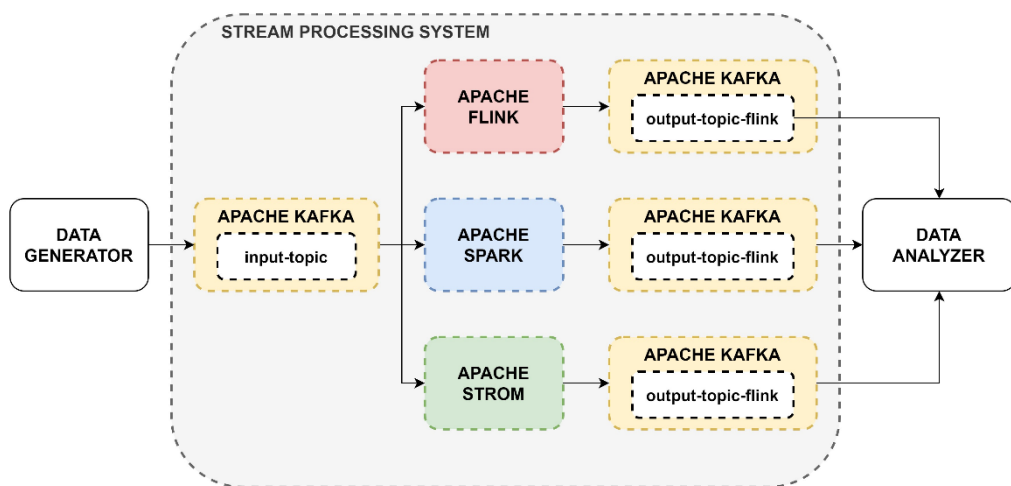 STREAM PROCESSING SYSTEM
APACHE
FLINK
APACHE KAFKA
output-topic-flink
DATA
GENERATOR
APACHE KAFKA
input-topic
APACHE
SPARK
APACHE KAFKA
output-topic-flink
DATA
ANALYZER
APACHE
STROM
APACHE KAFKA
output-topic-flink